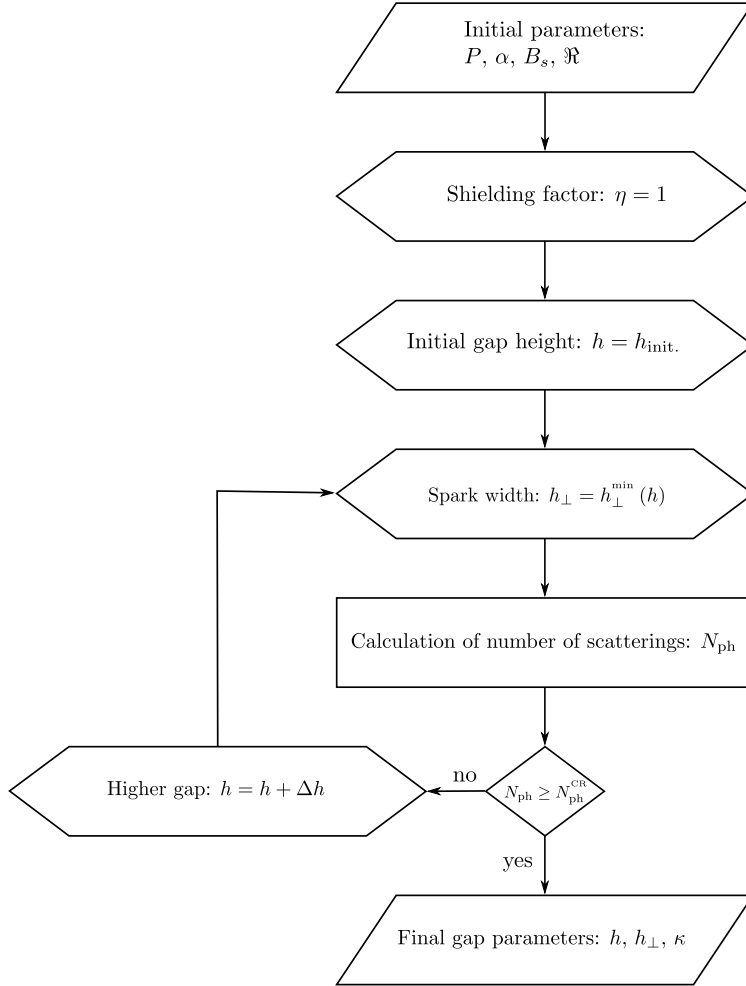 Initial parameters:
P, α, B_s, ℜ
Shielding factor: η = 1
Initial gap height: h = h_init.
Spark width: h_⊥ = h_⊥^min (h)
Calculation of number of scatterings: N_ph
no
Higher gap: h = h + Δh
N_ph ≥ N_ph^CR
yes
Final gap parameters: h, h_⊥, κ